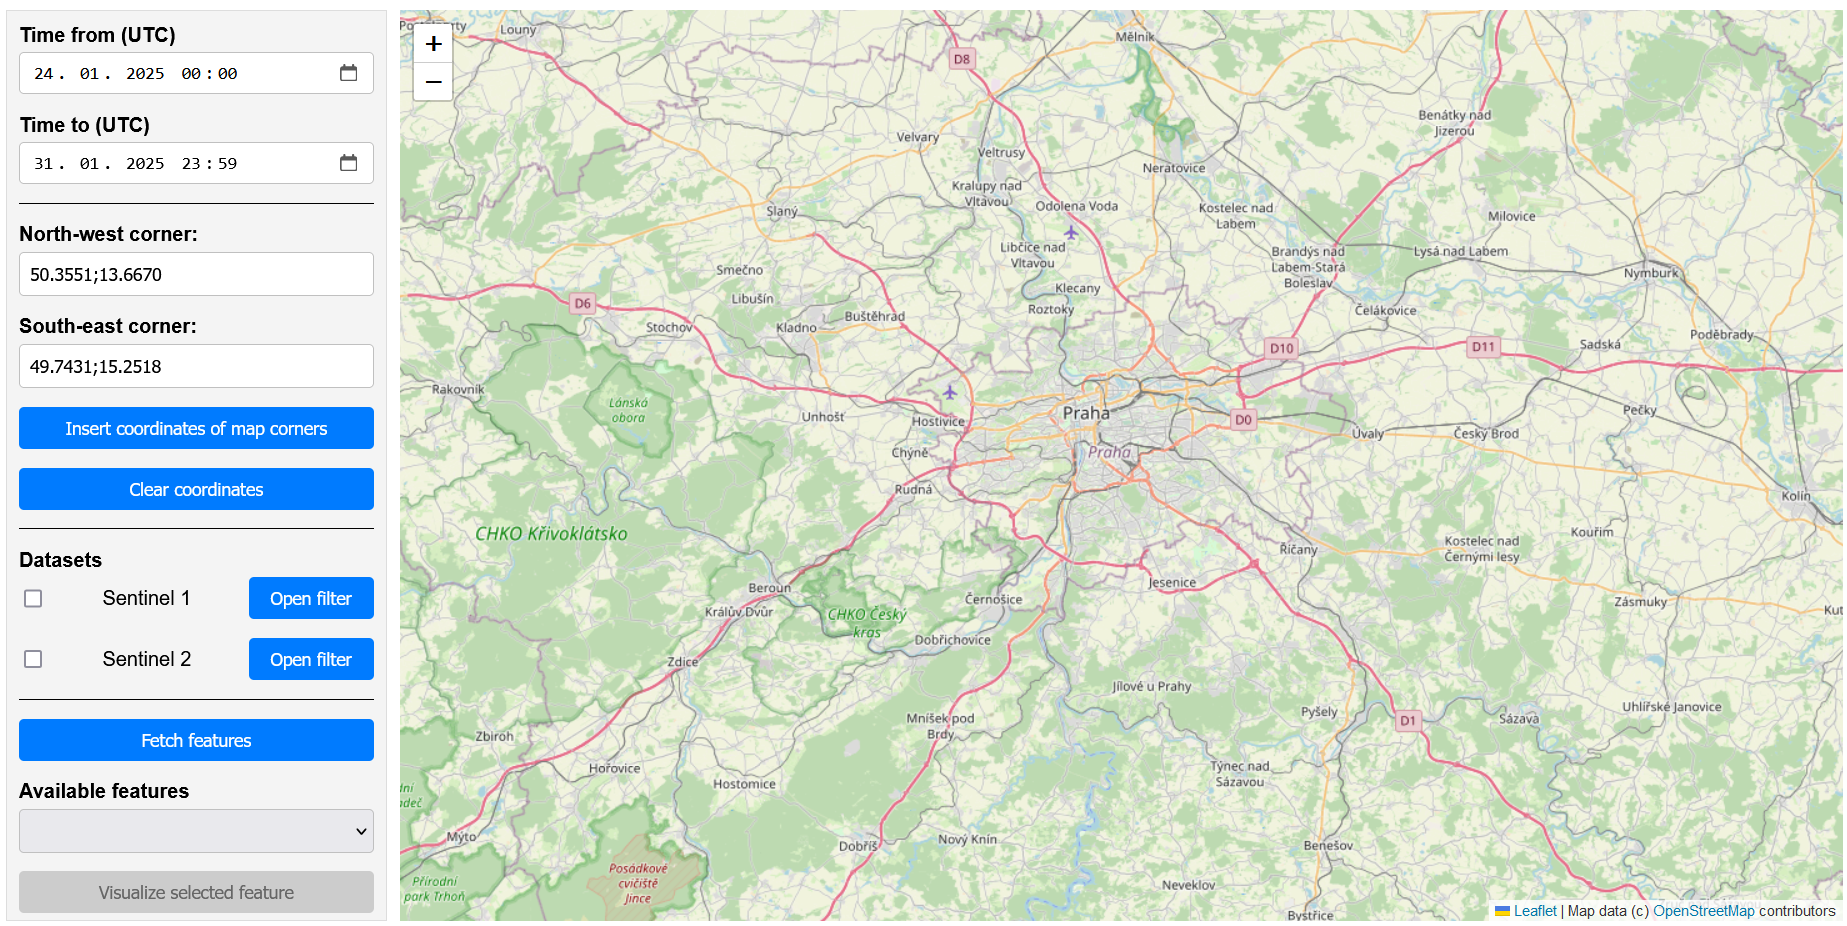 Time from (UTC)
24. 01. 2025 00:00
Time to (UTC)
31. 01. 2025 23:59
North-west corner:
50.3551;13.6670
South-east corner:
49.7431;15.2518
Insert coordinates of map corners
Clear coordinates
Datasets
Sentinel 1
Open filter
Sentinel 2
Open filter
Fetch features
Available features
Visualize selected feature
+
−
Louny
Mělník
D8
Benátky nad
Jizerou
Velvary
Veltrusy
Neratovice
Kralupy nad
Vltavou
Slaný
Odolena Voda
Kostelec nad
Labem
Milovice
Libčice nad
Vltavou
Brandýs nad
Labem-Stará
Boleslav
Lysá nad Labem
Smečno
Nymburk
Klecany
Libušín
D6
Roztoky
Čelákovice
Buštěhrad
Stochov
Kladno
Poděbrady
D10
D11
Sadská
Rakovník
Lánská
obora
Unhošť
Hostivice
Praha
D0
Pečky
Úvaly
Český Brod
Chýně
Praha
Rudná
Kolín
CHKO Křivoklátsko
Kouřim
Říčany
Kostelec nad
Černými lesy
Jesenice
Beroun
Králův Dvůr
Černošice
Zásmuky
Kut
CHKO Český
kras
Dobřichovice
Zdice
Jílové u Prahy
Mníšek pod
Brdy
Pyšely
D1
Sázava
Uhlířské Janovice
Zbiroh
Hořovice
Hostomice
Týnec nad
Sázavou
Mýto
Dobříš
Nový Knín
Benešov
Posádkové
cvičiště
Jince
Přírodní
park Trhoň
Neveklov
Bystřice
Leaflet | Map data (c) OpenStreetMap contributors